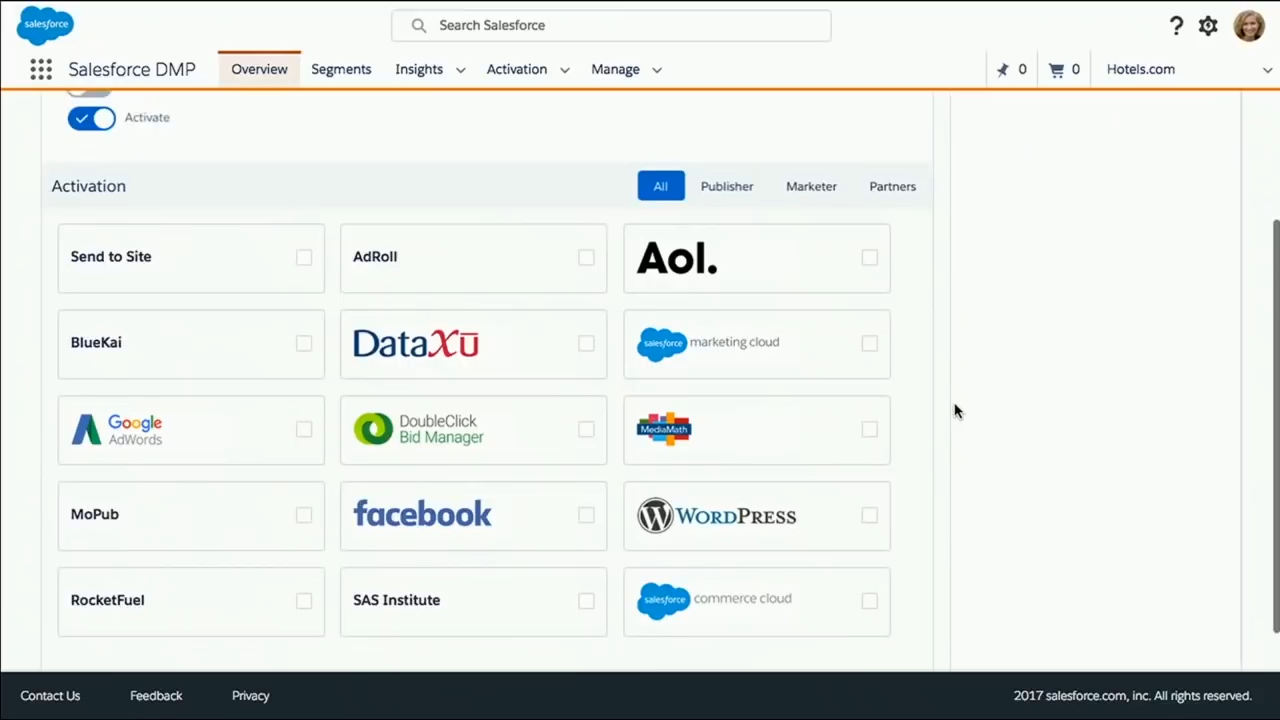 salesforce
Search Salesforce
?
Salesforce DMP
Overview
Segments
Insights
Activation
Manage
0
0
Hotels.com
Activate
Activation
All
Publisher
Marketer
Partners
Send to Site
AdRoll
Aol.
BlueKai
DataXū
salesforce marketing cloud
Google
AdWords
DoubleClick
Bid Manager
MediaMath
MoPub
facebook
WORDPRESS
RocketFuel
SAS Institute
salesforce commerce cloud
Contact Us
Feedback
Privacy
2017 salesforce.com, inc. All rights reserved.